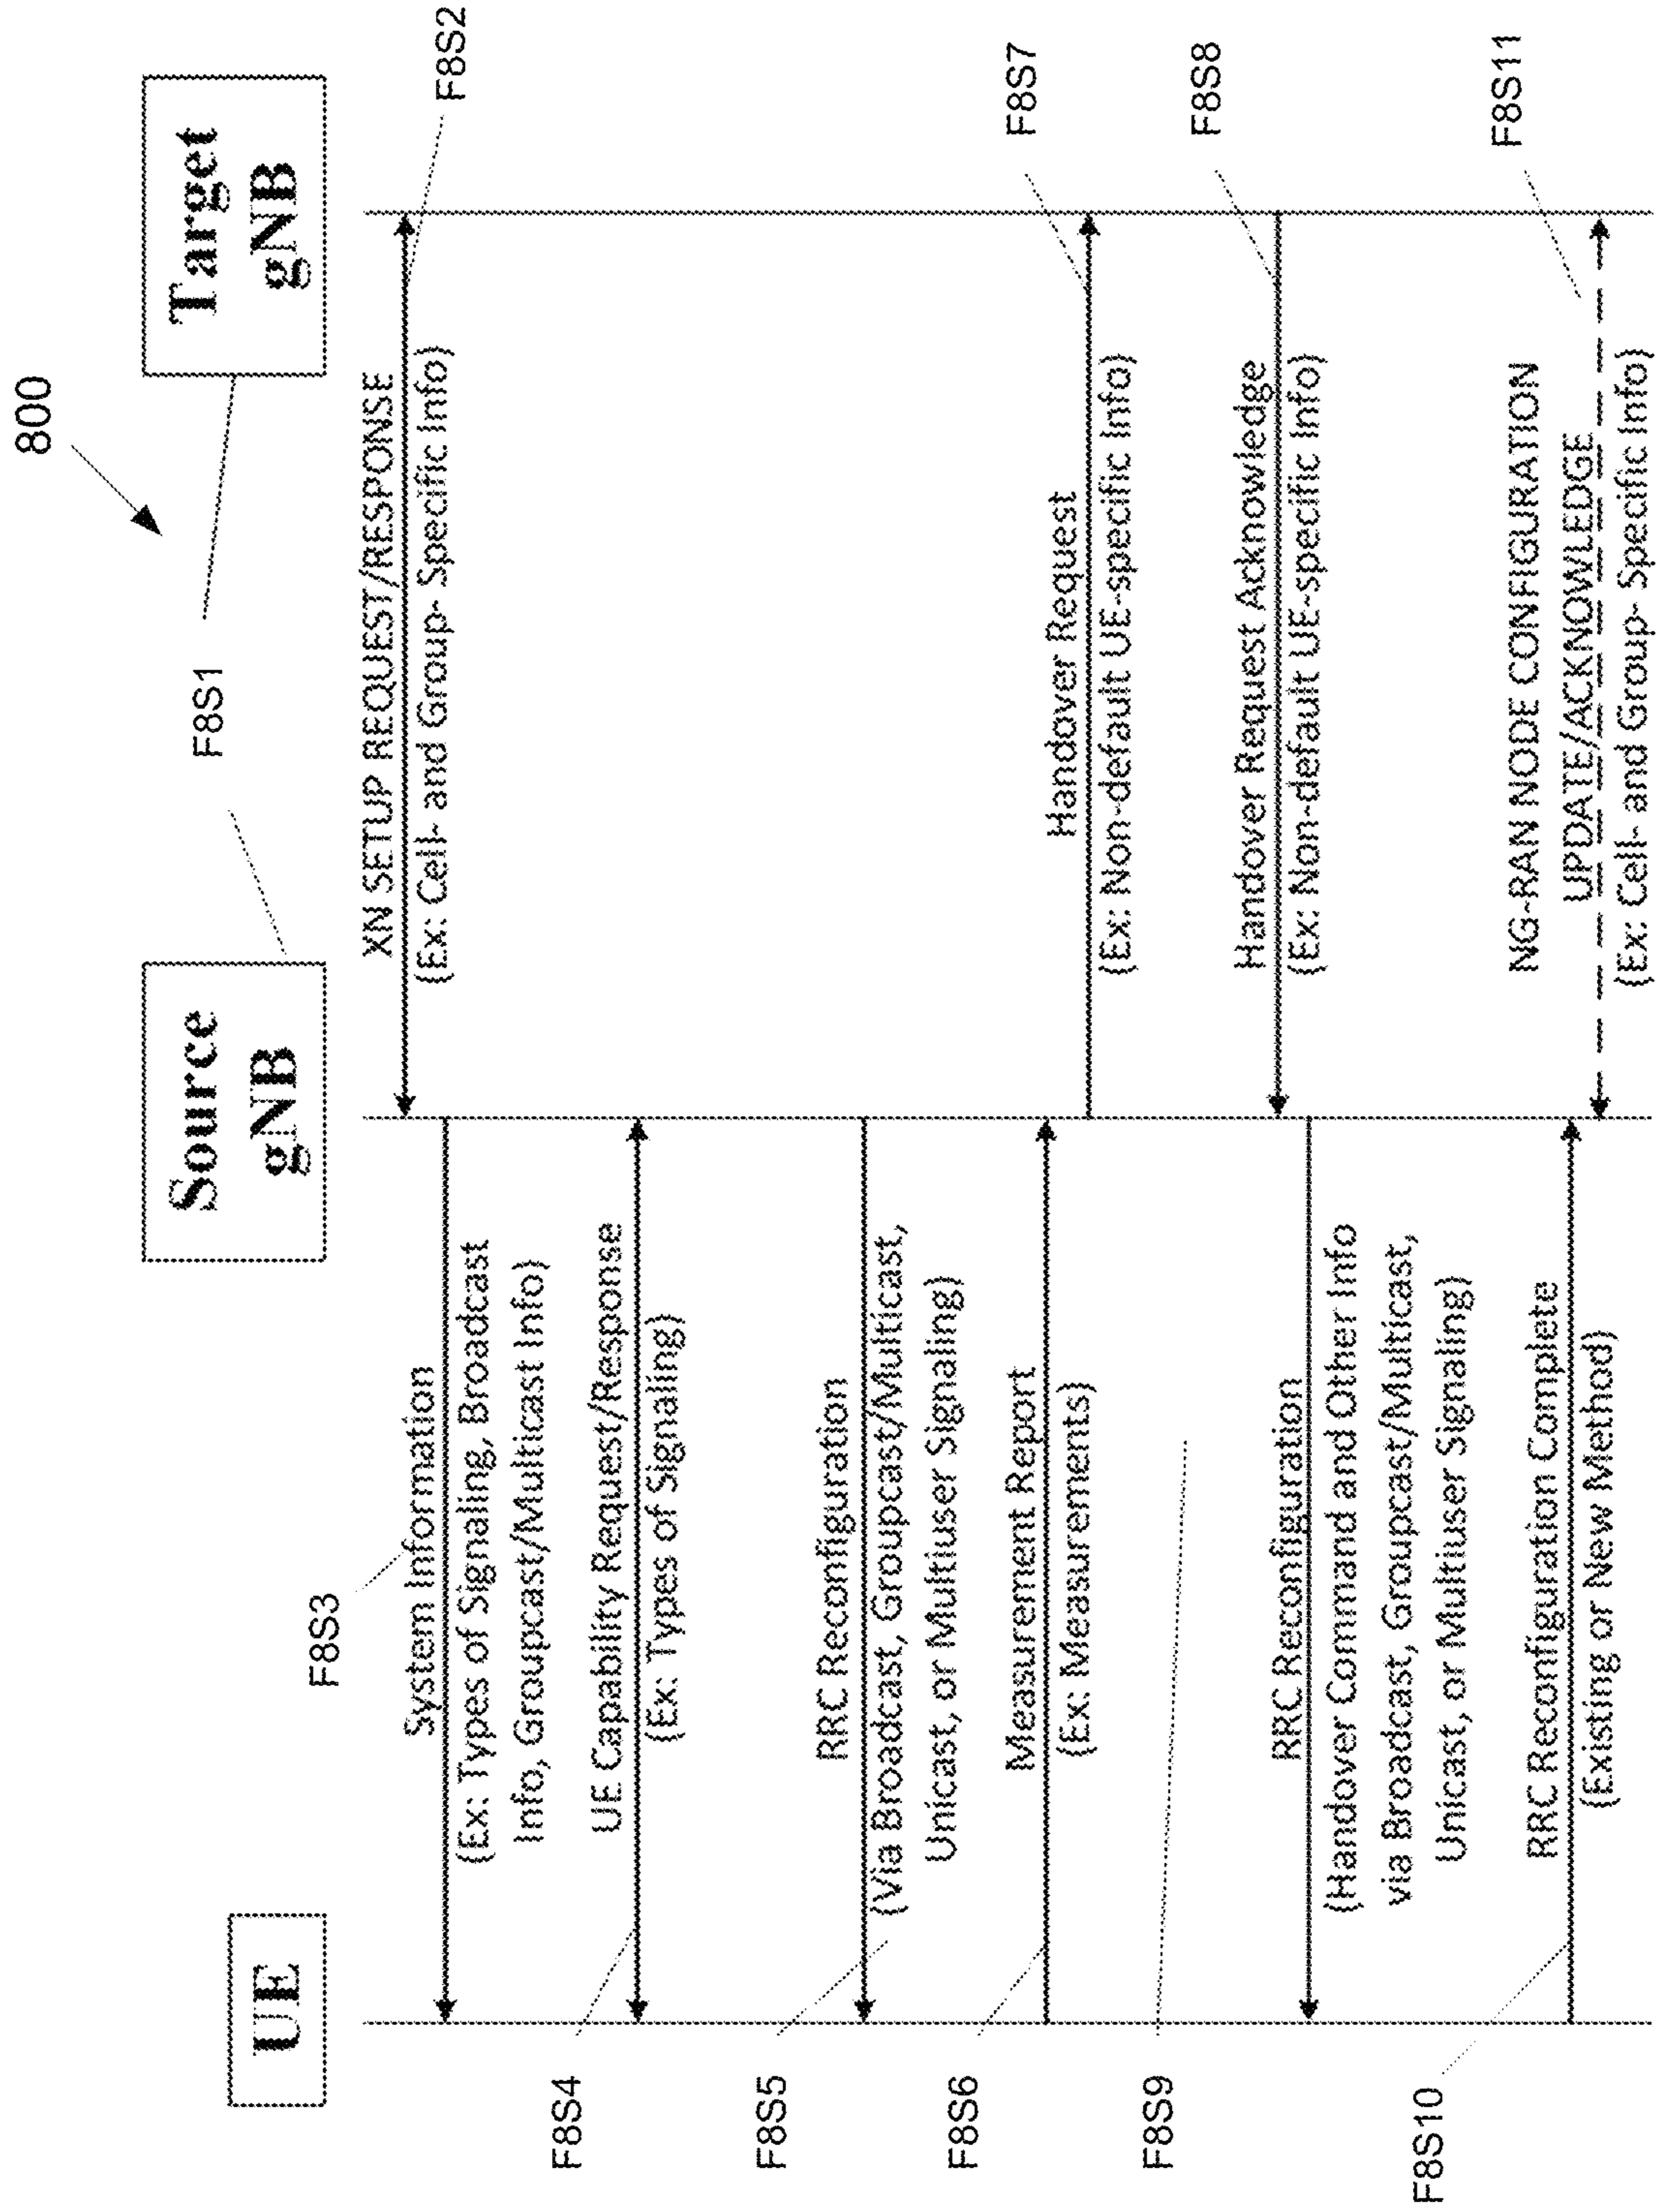 800
UE
Source
gNB
Target
gNB
F8S1
XN SETUP REQUEST/RESPONSE
(Ex: Cell- and Group- Specific Info)
F8S2
F8S3
System Information
(Ex: Types of Signaling, Broadcast
Info, Groupcast/Multicast Info)
F8S4
UE Capability Request/Response
(Ex: Types of Signaling)
F8S5
RRC Reconfiguration
(Via Broadcast, Groupcast/Multicast,
Unicast, or Multiuser Signaling)
F8S6
Measurement Report
(Ex: Measurements)
Handover Request
(Ex: Non-default UE-specific Info)
F8S7
Handover Request Acknowledge
(Ex: Non-default UE-specific Info)
F8S8
F8S9
RRC Reconfiguration
(Handover Command and Other Info
via Broadcast, Groupcast/Multicast,
Unicast, or Multiuser Signaling)
F8S10
RRC Reconfiguration Complete
(Existing or New Method)
NG-RAN NODE CONFIGURATION
UPDATE/ACKNOWLEDGE
(Ex: Cell- and Group- Specific Info)
F8S11